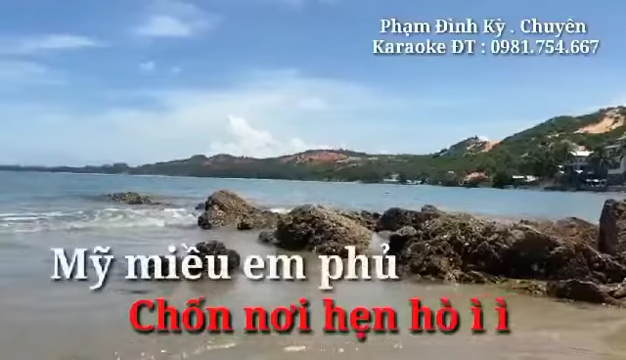 Phạm Đình Kỳ . Chuyên
Karaoke ĐT : 0981.754.667
Mỹ miều em phủ
Chốn nơi hẹn hò ì ì